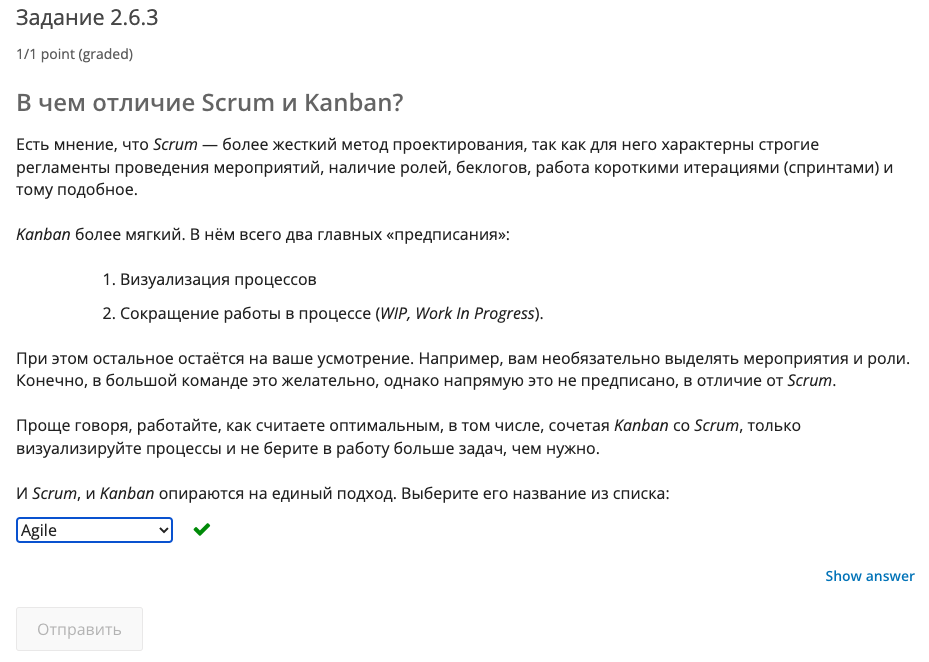 Задание 2.6.3
1/1 point (graded)
В чем отличие Scrum и Kanban?
Есть мнение, что Scrum — более жесткий метод проектирования, так как для него характерны строгие
регламенты проведения мероприятий, наличие ролей, беклогов, работа короткими итерациями (спринтами) и
тому подобное.
Kanban более мягкий. В нём всего два главных «предписания»:
1. Визуализация процессов
2. Сокращение работы в процессе (WIP, Work In Progress).
При этом остальное остаётся на ваше усмотрение. Например, вам необязательно выделять мероприятия и роли.
Конечно, в большой команде это желательно, однако напрямую это не предписано, в отличие от Scrum.
Проще говоря, работайте, как считаете оптимальным, в том числе, сочетая Kanban со Scrum, только
визуализируйте процессы и не берите в работу больше задач, чем нужно.
И Scrum, и Kanban опираются на единый подход. Выберите его название из списка:
Agile
Show answer
Отправить